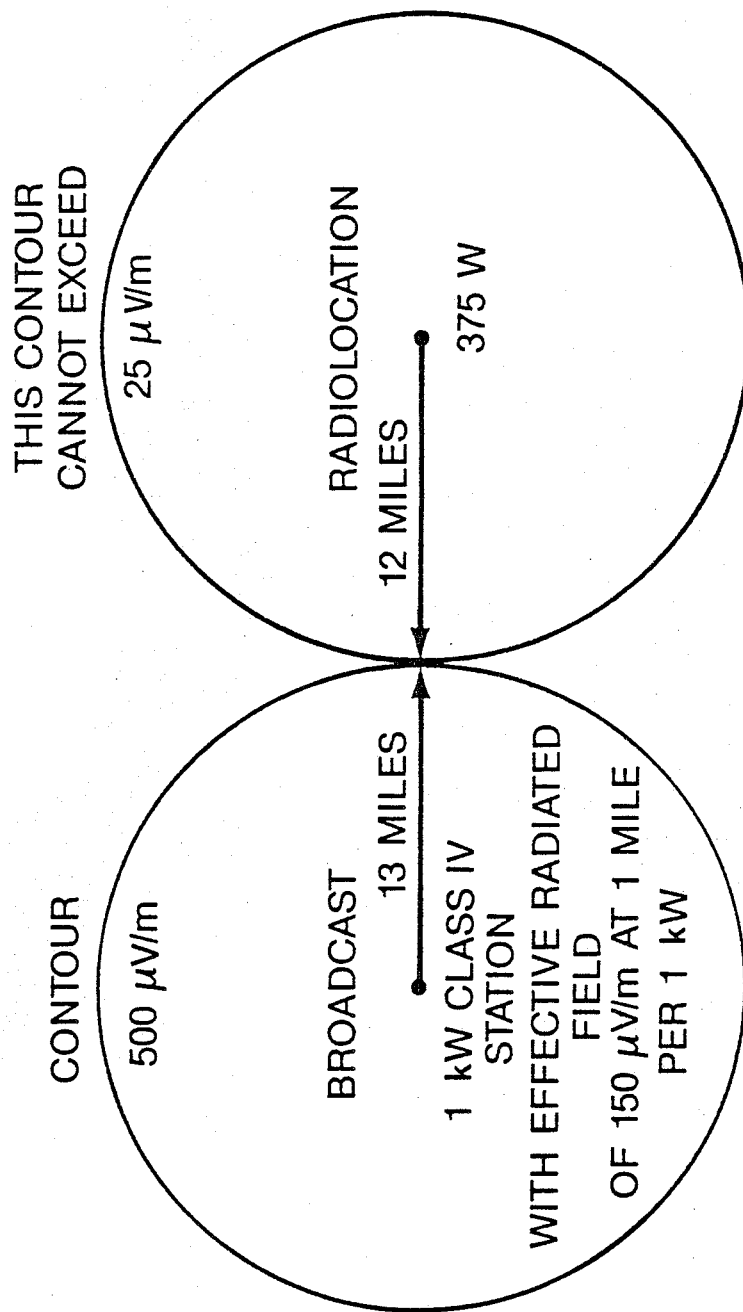 CONTOUR
500 μV/m
BROADCAST
13 MILES
1 kW CLASS IV
STATION
WITH EFFECTIVE RADIATED
FIELD
OF 150 μV/m AT 1 MILE
PER 1 kW
THIS CONTOUR
CANNOT EXCEED
25 μV/m
RADIOLOCATION
12 MILES
375 W